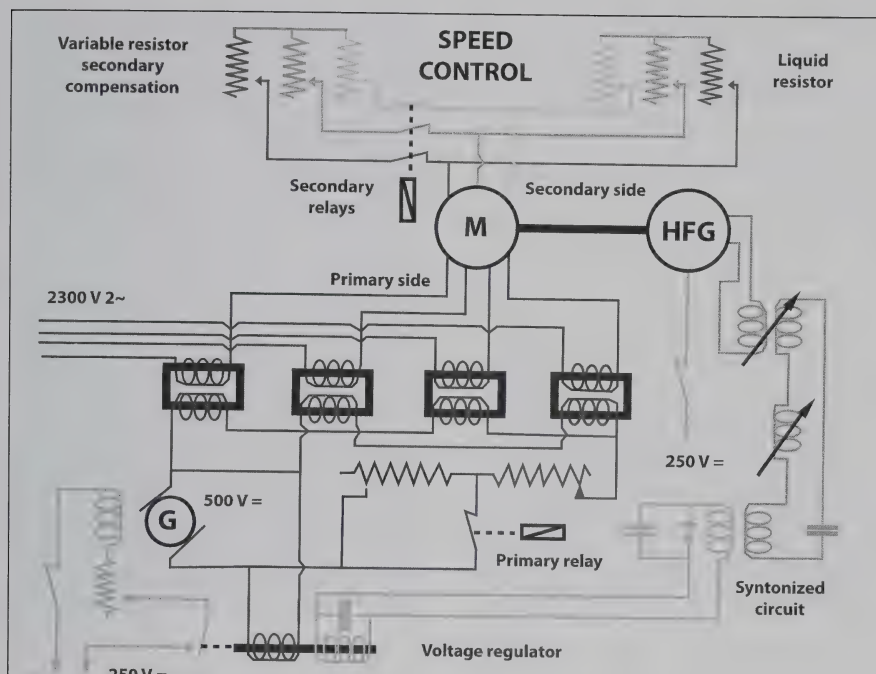 Variable resistor
secondary
compensation
SPEED
CONTROL
Liquid
resistor
Secondary
relays
Secondary side
M
HFG
Primary side
2300 V 2~
250 V =
500 V =
G
Primary relay
Syntonized
circuit
Voltage regulator
250 V =